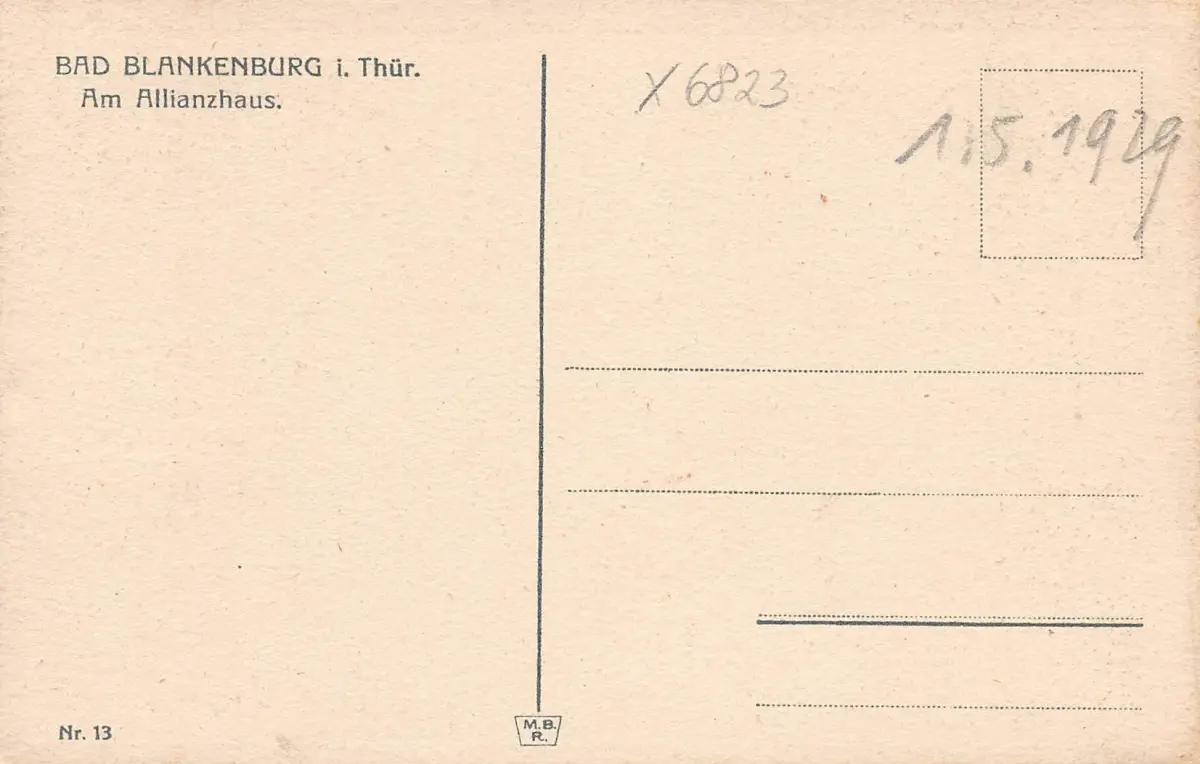 BAD BLANKENBURG i. Thür.
Am Allianzhaus.
X 6823
1.5.1929
Nr. 13
M.B.
R.